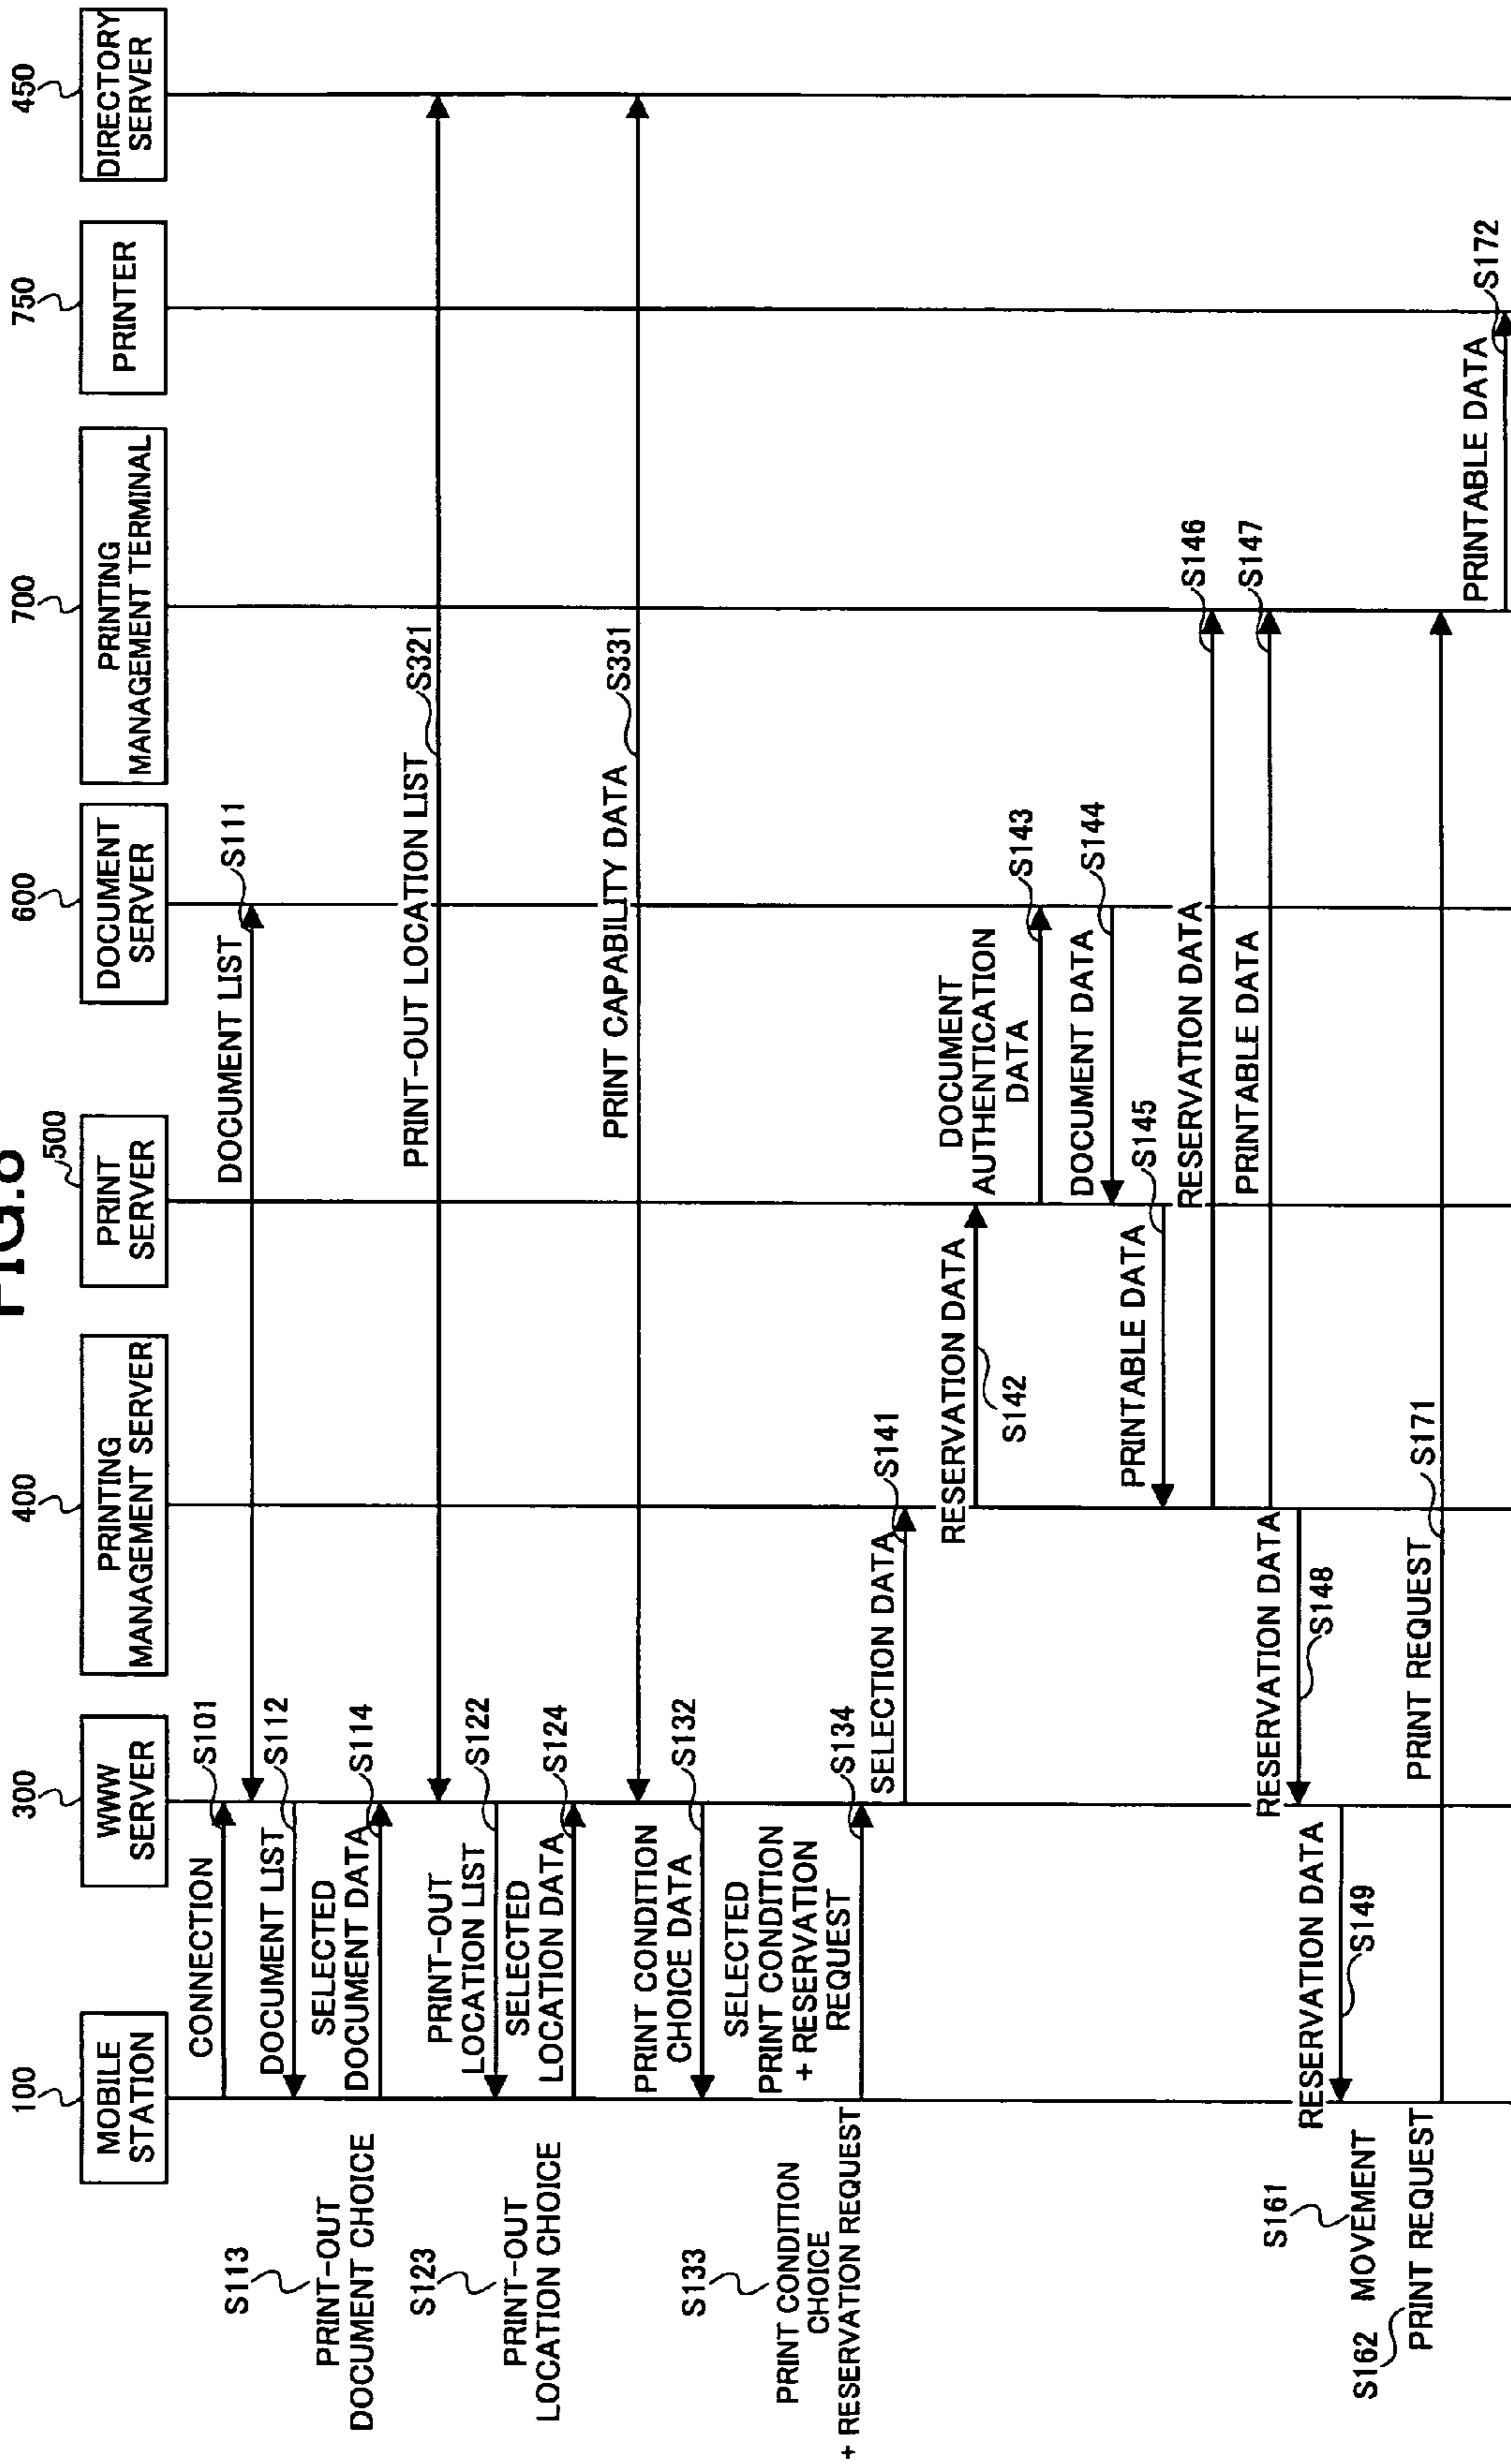 FIG.8
100
MOBILE
STATION
300
WWW
SERVER
400
PRINTING
MANAGEMENT SERVER
500
PRINT
SERVER
600
DOCUMENT
SERVER
700
PRINTING
MANAGEMENT TERMINAL
750
PRINTER
450
DIRECTORY
SERVER
CONNECTION
S101
DOCUMENT LIST
S111
DOCUMENT LIST
S112
S113
PRINT-OUT
DOCUMENT CHOICE
SELECTED
DOCUMENT DATA
S114
PRINT-OUT LOCATION LIST
S321
PRINT-OUT
LOCATION LIST
S122
S123
PRINT-OUT
LOCATION CHOICE
SELECTED
LOCATION DATA
S124
PRINT CAPABILITY DATA
S331
PRINT CONDITION
CHOICE DATA
S132
S133
PRINT CONDITION
CHOICE
+ RESERVATION REQUEST
SELECTED
PRINT CONDITION
+ RESERVATION
REQUEST
S134
SELECTION DATA
S141
RESERVATION DATA
S142
DOCUMENT
AUTHENTICATION
DATA
S143
DOCUMENT DATA
S144
PRINTABLE DATA
S145
RESERVATION DATA
S146
PRINTABLE DATA
S147
RESERVATION DATA
S148
RESERVATION DATA
S149
S161
MOVEMENT
S162
PRINT REQUEST
PRINT REQUEST
S171
PRINTABLE DATA
S172